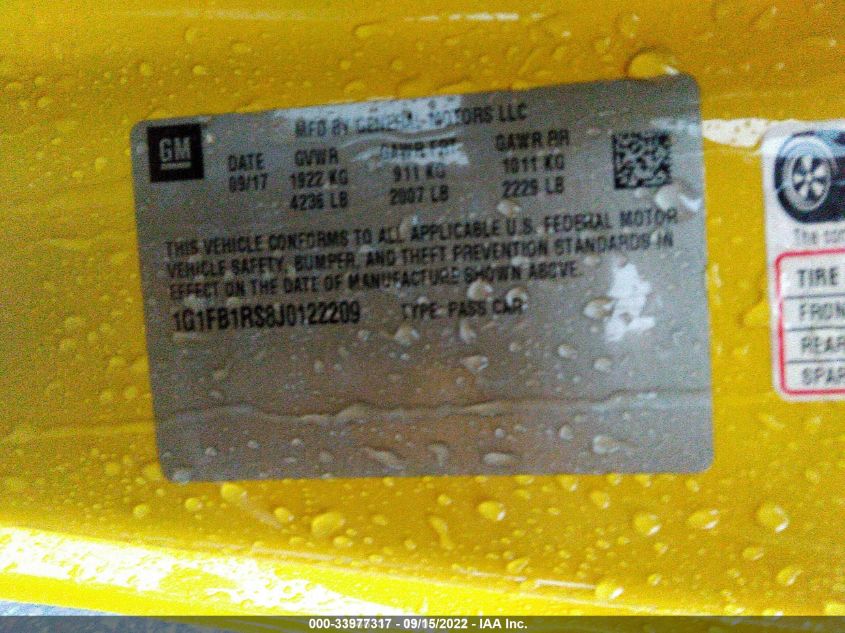 MFD BY GENERAL MOTORS LLC
GM
DATE GVWR GAWR FRT GAWR RR
09/17 1922 KG 911 KG 1011 KG
4236 LB 2007 LB 2229 LB
THIS VEHICLE CONFORMS TO ALL APPLICABLE U.S. FEDERAL MOTOR
VEHICLE SAFETY, BUMPER, AND THEFT PREVENTION STANDARDS IN
EFFECT ON THE DATE OF MANUFACTURE SHOWN ABOVE.
1G1FB1RS8J0122209 TYPE: PASS CAR
The com
TIRE
FRON
REAR
SPAR
000-33977317 - 09/15/2022 - IAA Inc.